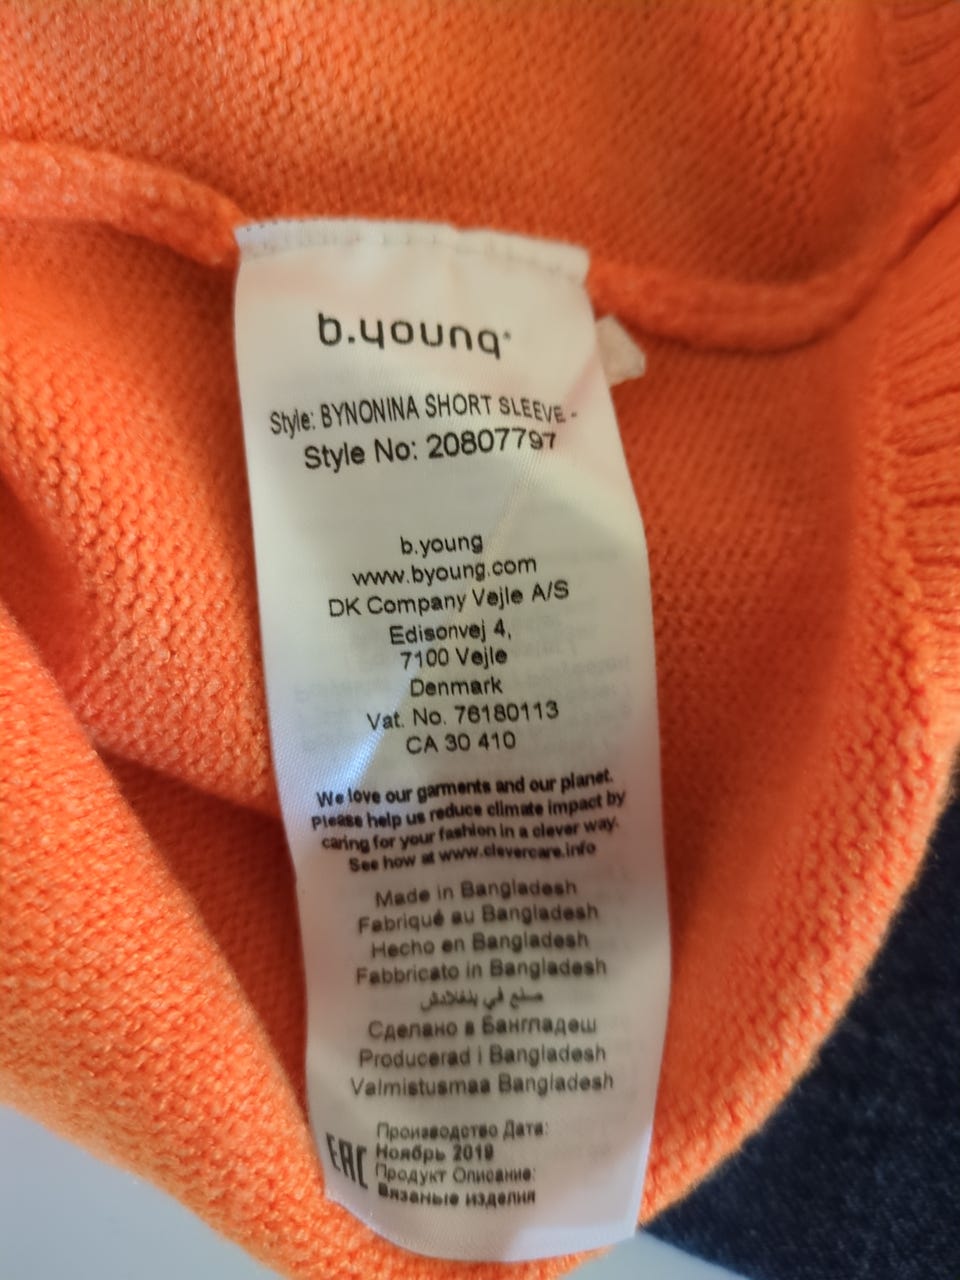 b.young
Style: BYNONINA SHORT SLEEVE -
Style No: 20807797
b.young
www.byoung.com
DK Company Vejle A/S
Edisonvej 4,
7100 Vejle
Denmark
Vat. No. 76180113
CA 30 410
We love our garments and our planet.
Please help us reduce climate impact by
caring for your fashion in a clever way.
See how at www.clevercare.info
Made in Bangladesh
Fabriqué au Bangladesh
Hecho en Bangladesh
Fabbricato in Bangladesh
صنع في بنغلادش
Сделано в Бангладеш
Producerad i Bangladesh
Valmistusmaa Bangladesh
EAC
Производство Дата:
Ноябрь 2019
Продукт Описание:
Вязаные изделия